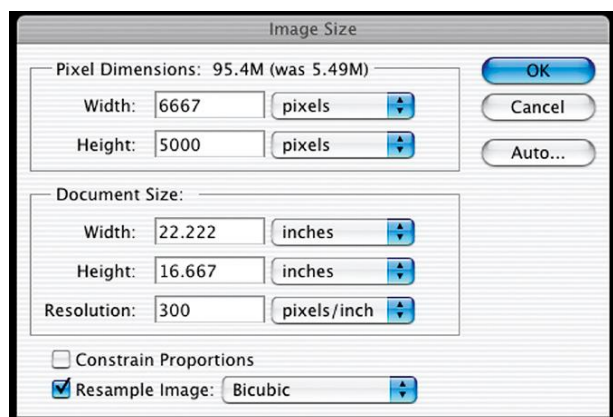 Image Size
Pixel Dimensions: 95.4M (was 5.49M)
Width: 6667 pixels
Height: 5000 pixels
Document Size:
Width: 22.222 inches
Height: 16.667 inches
Resolution: 300 pixels/inch
Constrain Proportions
Resample Image: Bicubic
OK
Cancel
Auto...